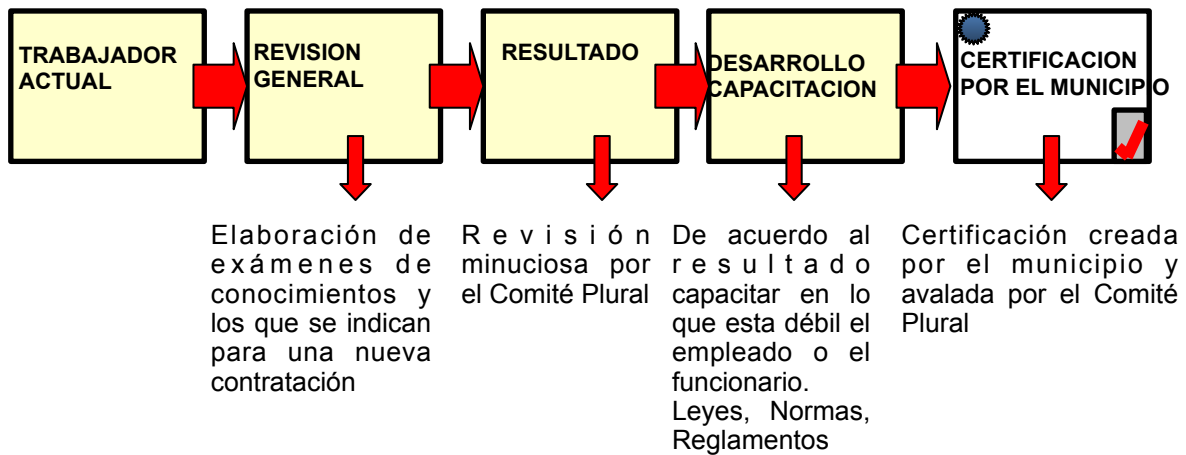 TRABAJADOR
ACTUAL
REVISION
GENERAL
RESULTADO
DESARROLLO
CAPACITACION
CERTIFICACION
POR EL MUNICIPIO
Elaboración de
exámenes de
conocimientos y
los que se indican
para una nueva
contratación
Revisión
minuciosa por
el Comité Plural
De acuerdo al
resultado
capacitar en lo
que esta débil el
empleado o el
funcionario.
Leyes, Normas,
Reglamentos
Certificación creada
por el municipio y
avalada por el Comité
Plural